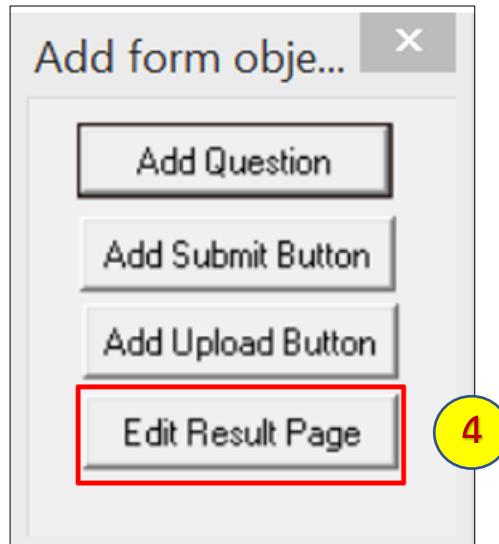 Add form obje...
Add Question
Add Submit Button
Add Upload Button
Edit Result Page
4